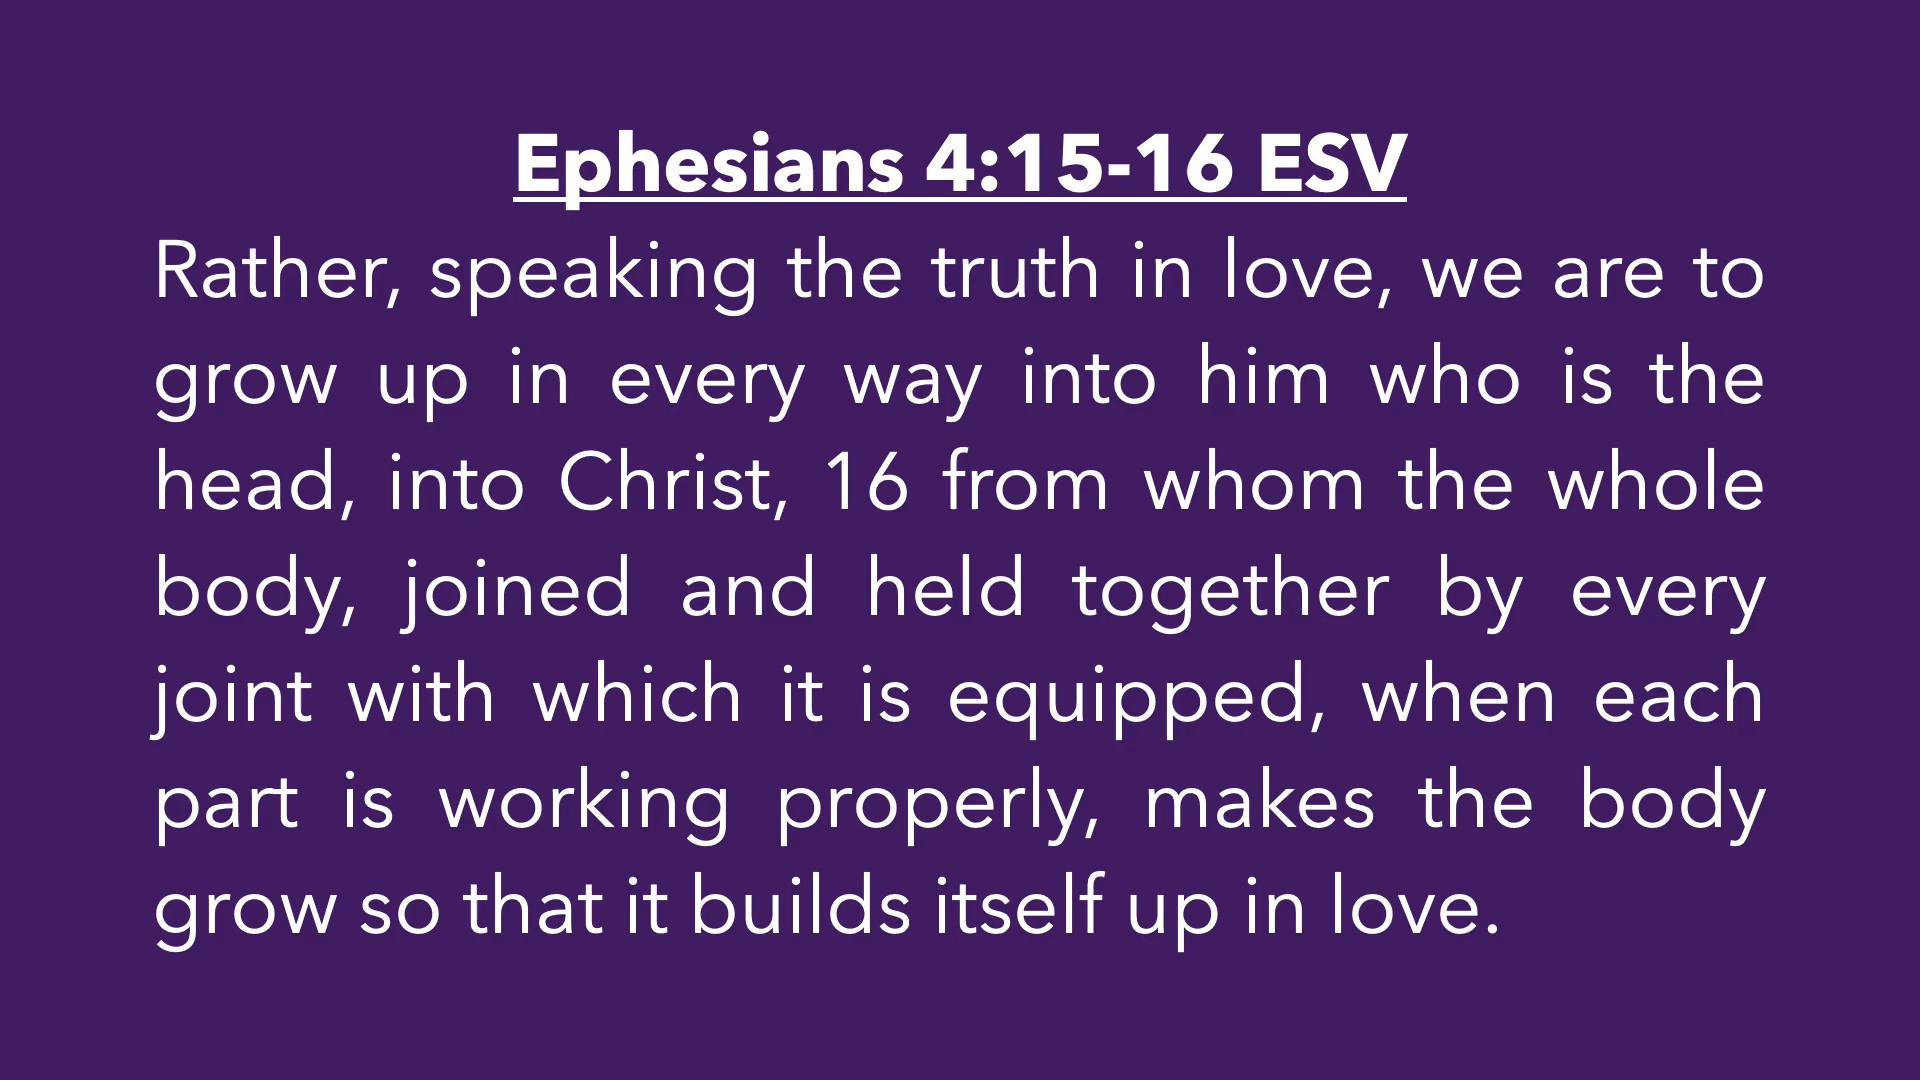 Ephesians 4:15-16 ESV
Rather, speaking the truth in love, we are to
grow up in every way into him who is the
head, into Christ, 16 from whom the whole
body, joined and held together by every
joint with which it is equipped, when each
part is working properly, makes the body
grow so that it builds itself up in love.